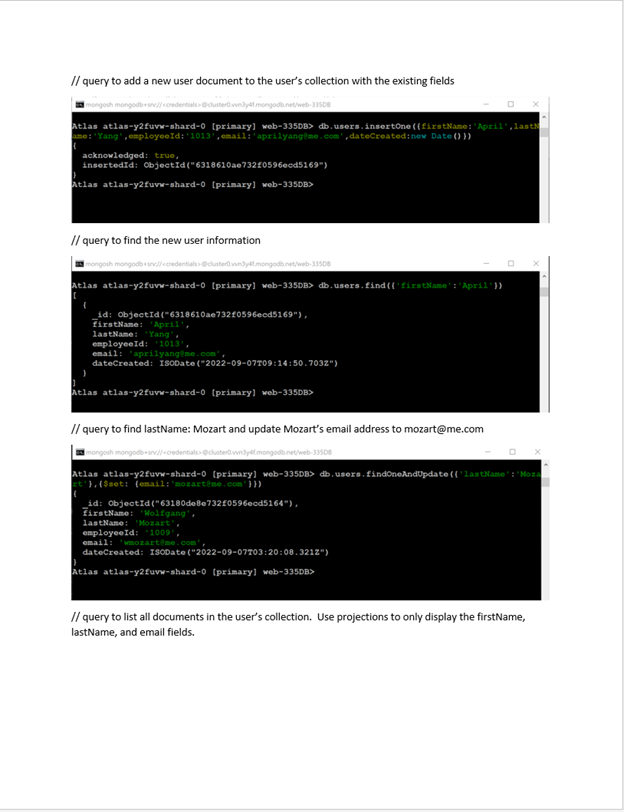 // query to add a new user document to the user's collection with the existing fields
mongosh mongodb+srv://<credentials>@cluster0.vvn3y4f.mongodb.net/web-335DB
Atlas atlas-y2fuvw-shard-0 [primary] web-335DB> db.users.insertOne({firstName:'April',lastN
ame:'Yang',employeeId:'1013',email:'aprilyang@me.com',dateCreated:new Date()})
{
acknowledged: true,
insertedId: ObjectId("6318610ae732f0596ecd5169")
}
Atlas atlas-y2fuvw-shard-0 [primary] web-335DB>
// query to find the new user information
mongosh mongodb+srv://<credentials>@cluster0.vvn3y4f.mongodb.net/web-335DB
Atlas atlas-y2fuvw-shard-0 [primary] web-335DB> db.users.find({'firstName':'April'})
[
{
_id: ObjectId("6318610ae732f0596ecd5169"),
firstName: 'April',
lastName: 'Yang',
employeeId: '1013',
email: 'aprilyang@me.com',
dateCreated: ISODate("2022-09-07T09:14:50.703Z")
}
]
Atlas atlas-y2fuvw-shard-0 [primary] web-335DB>
// query to find lastName: Mozart and update Mozart's email address to mozart@me.com
mongosh mongodb+srv://<credentials>@cluster0.vvn3y4f.mongodb.net/web-335DB
Atlas atlas-y2fuvw-shard-0 [primary] web-335DB> db.users.findOneAndUpdate({'lastName':'Moza
rt'},{$set: {email:'mozart@me.com'}})
{
_id: ObjectId("63180de8e732f0596ecd5164"),
firstName: 'Wolfgang',
lastName: 'Mozart',
employeeId: '1009',
email: 'wmozart@me.com',
dateCreated: ISODate("2022-09-07T03:20:08.321Z")
}
Atlas atlas-y2fuvw-shard-0 [primary] web-335DB>
// query to list all documents in the user's collection. Use projections to only display the firstName,
lastName, and email fields.